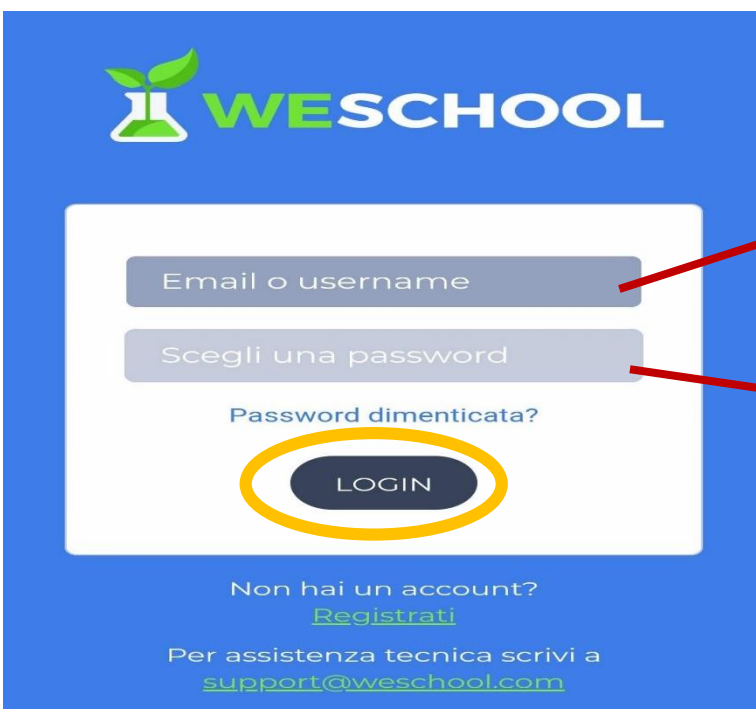 WESCHOOL
Email o username
Scegli una password
Password dimenticata?
LOGIN
Non hai un account?
Registrati
Per assistenza tecnica scrivi a
support@weschool.com